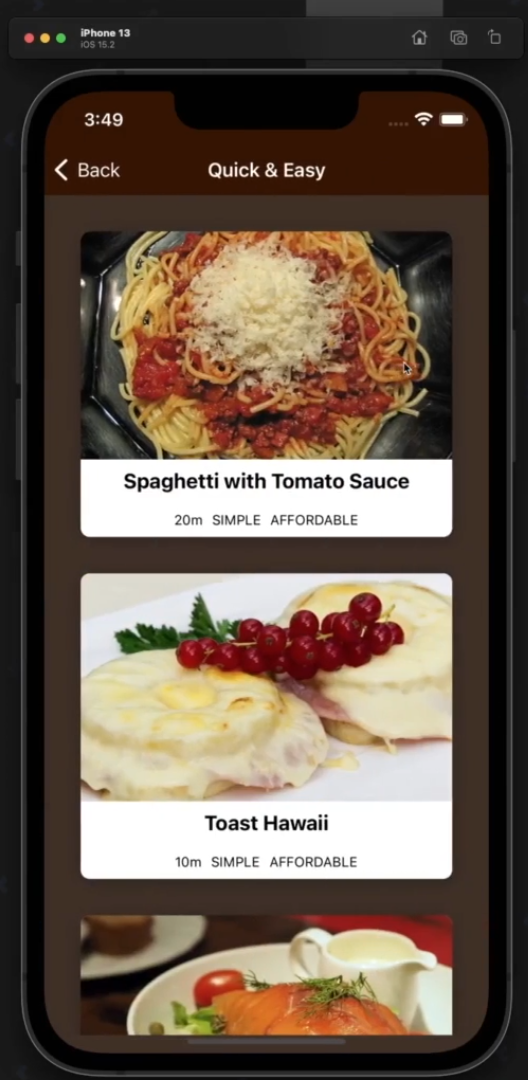 iPhone 13
iOS 15.2
3:49
Back
Quick & Easy
Spaghetti with Tomato Sauce
20m SIMPLE AFFORDABLE
Toast Hawaii
10m SIMPLE AFFORDABLE